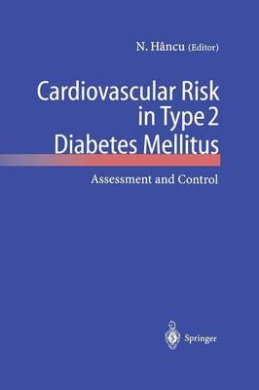 N. Hâncu (Editor)
Cardiovascular Risk
in Type 2
Diabetes Mellitus
Assessment and Control
Springer